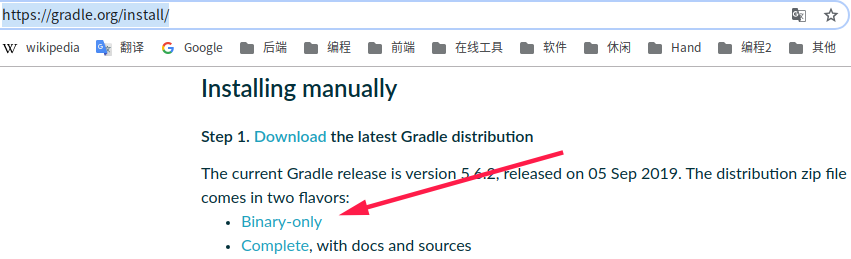 https://gradle.org/install/
W wikipedia 翻译 G Google 后端 编程 前端 在线工具 软件 休闲 Hand 编程2 其他
Installing manually
Step 1. Download the latest Gradle distribution
The current Gradle release is version 5.6.2, released on 05 Sep 2019. The distribution zip file
comes in two flavors:
• Binary-only
• Complete, with docs and sources